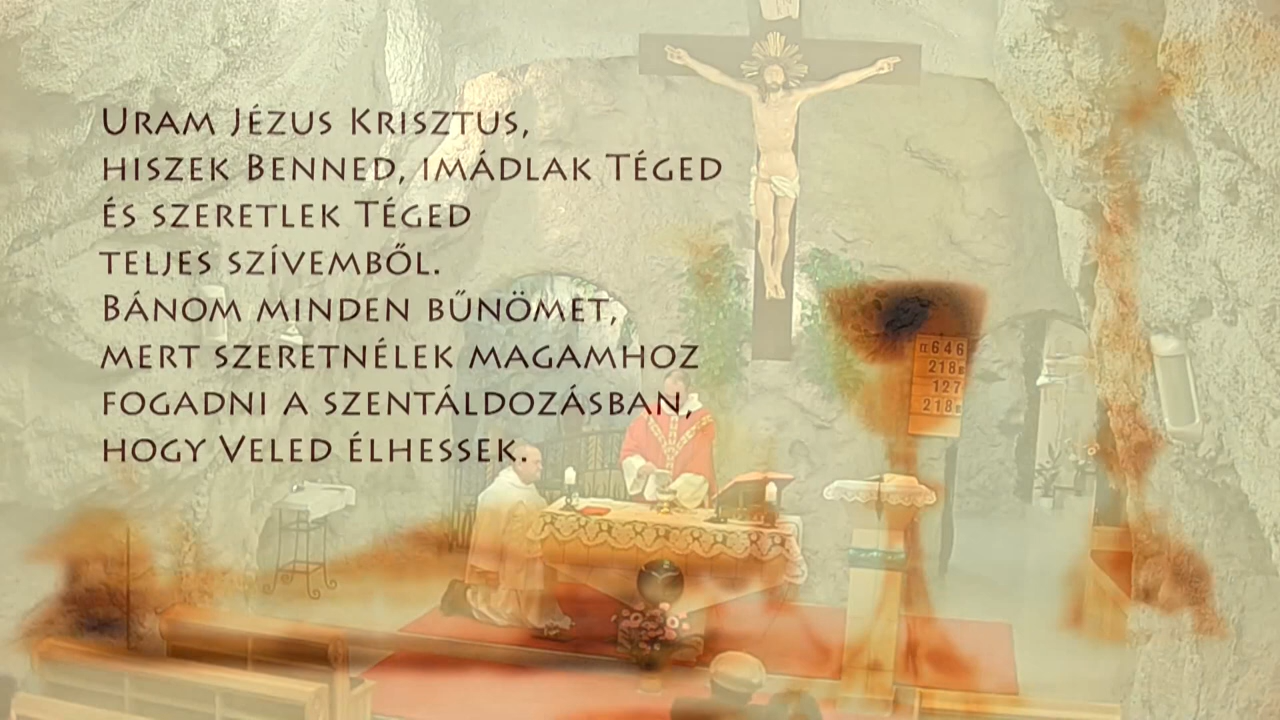 Uram Jézus Krisztus,
hiszek Benned, imádlak Téged
és szeretlek Téged
teljes szívemből.
Bánom minden bűnömet,
mert szeretnélek magamhoz
fogadni a szentáldozásban,
hogy Veled élhessek.
646
218
127
218